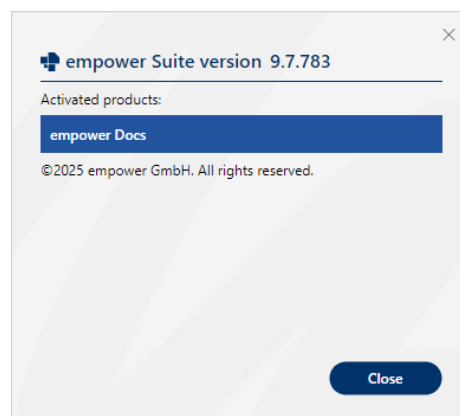 empower Suite version 9.7.783
Activated products:
empower Docs
©2025 empower GmbH. All rights reserved.
Close